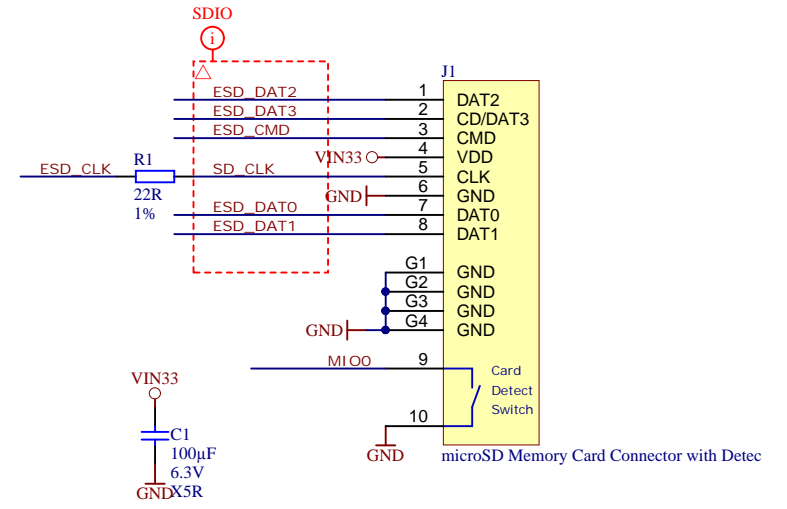 SDIO
i
J1
ESD_DAT2 1 DAT2
ESD_DAT3 2 CD/DAT3
ESD_CMD 3 CMD
VIN33 4 VDD
ESD_CLK R1 SD_CLK 5 CLK
22R GND 6 GND
1% ESD_DAT0 7 DAT0
ESD_DAT1 8 DAT1
G1 GND
G2 GND
G3 GND
GND G4 GND
MIO0 9
Card
Detect
Switch
10
GND
microSD Memory Card Connector with Detec
VIN33
C1
100µF
6.3V
X5R
GND